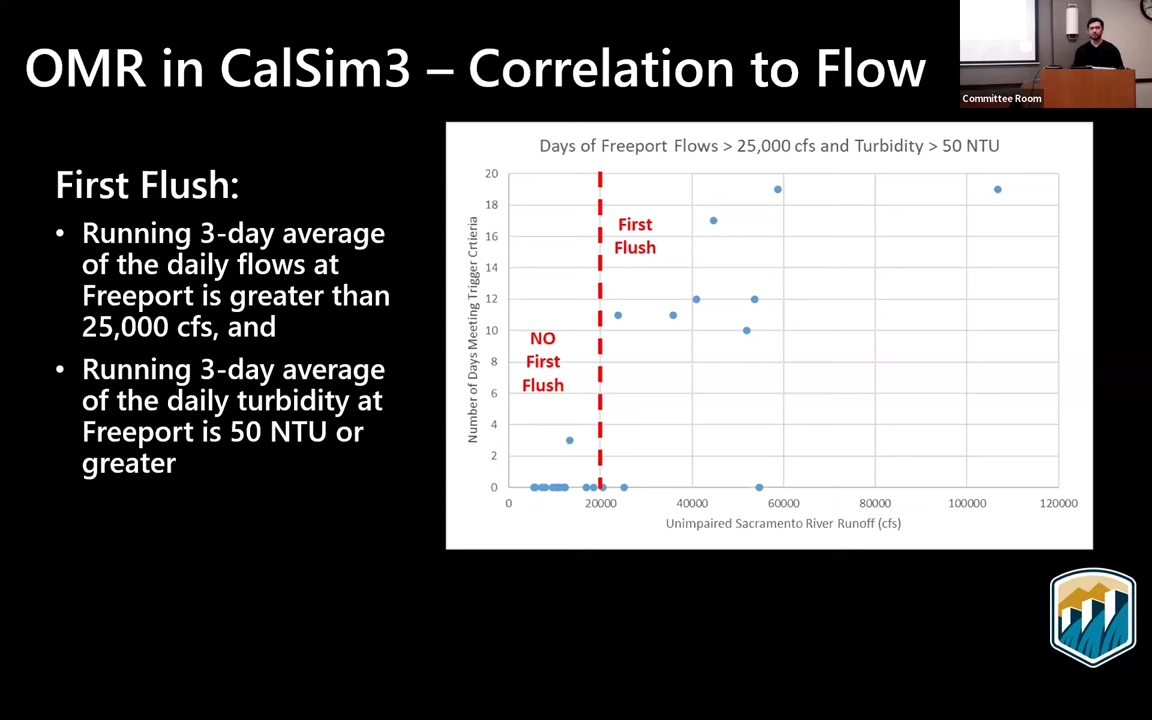 OMR in CalSim3 – Correlation to Flow
Committee Room
First Flush:
• Running 3-day average
of the daily flows at
Freeport is greater than
25,000 cfs, and
• Running 3-day average
of the daily turbidity at
Freeport is 50 NTU or
greater
Days of Freeport Flows > 25,000 cfs and Turbidity > 50 NTU
Number of Days Meeting Trigger Crtieria
20
18
16
14
12
10
8
6
4
2
0
First
Flush
NO
First
Flush
0 20000 40000 60000 80000 100000 120000
Unimpaired Sacramento River Runoff (cfs)